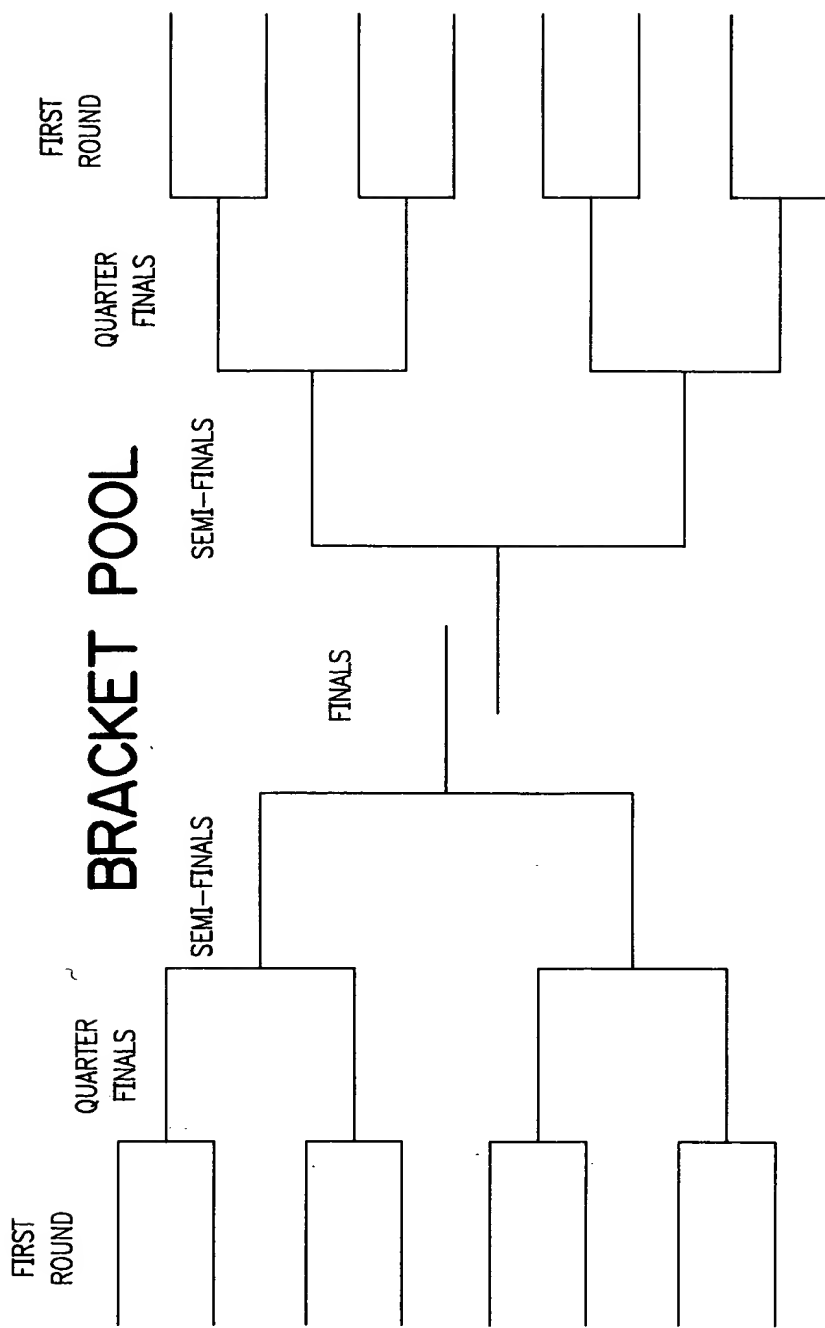 BRACKET POOL
FIRST
ROUND
QUARTER
FINALS
SEMI-FINALS
FINALS
SEMI-FINALS
QUARTER
FINALS
FIRST
ROUND